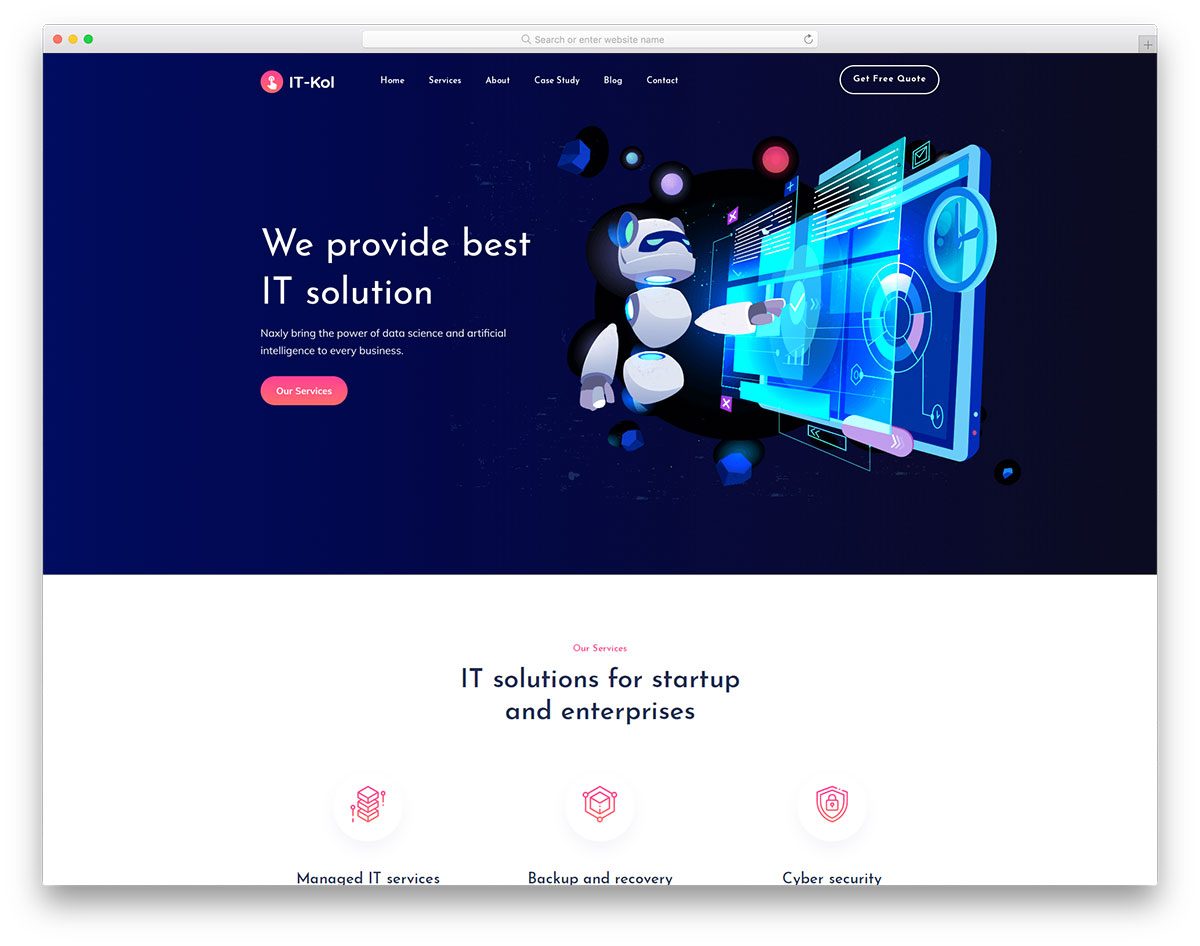 Search or enter website name
IT-Kol
Home
Services
About
Case Study
Blog
Contact
Get Free Quote
We provide best
IT solution
Naxly bring the power of data science and artificial
intelligence to every business.
Our Services
Our Services
IT solutions for startup
and enterprises
Managed IT services
Backup and recovery
Cyber security